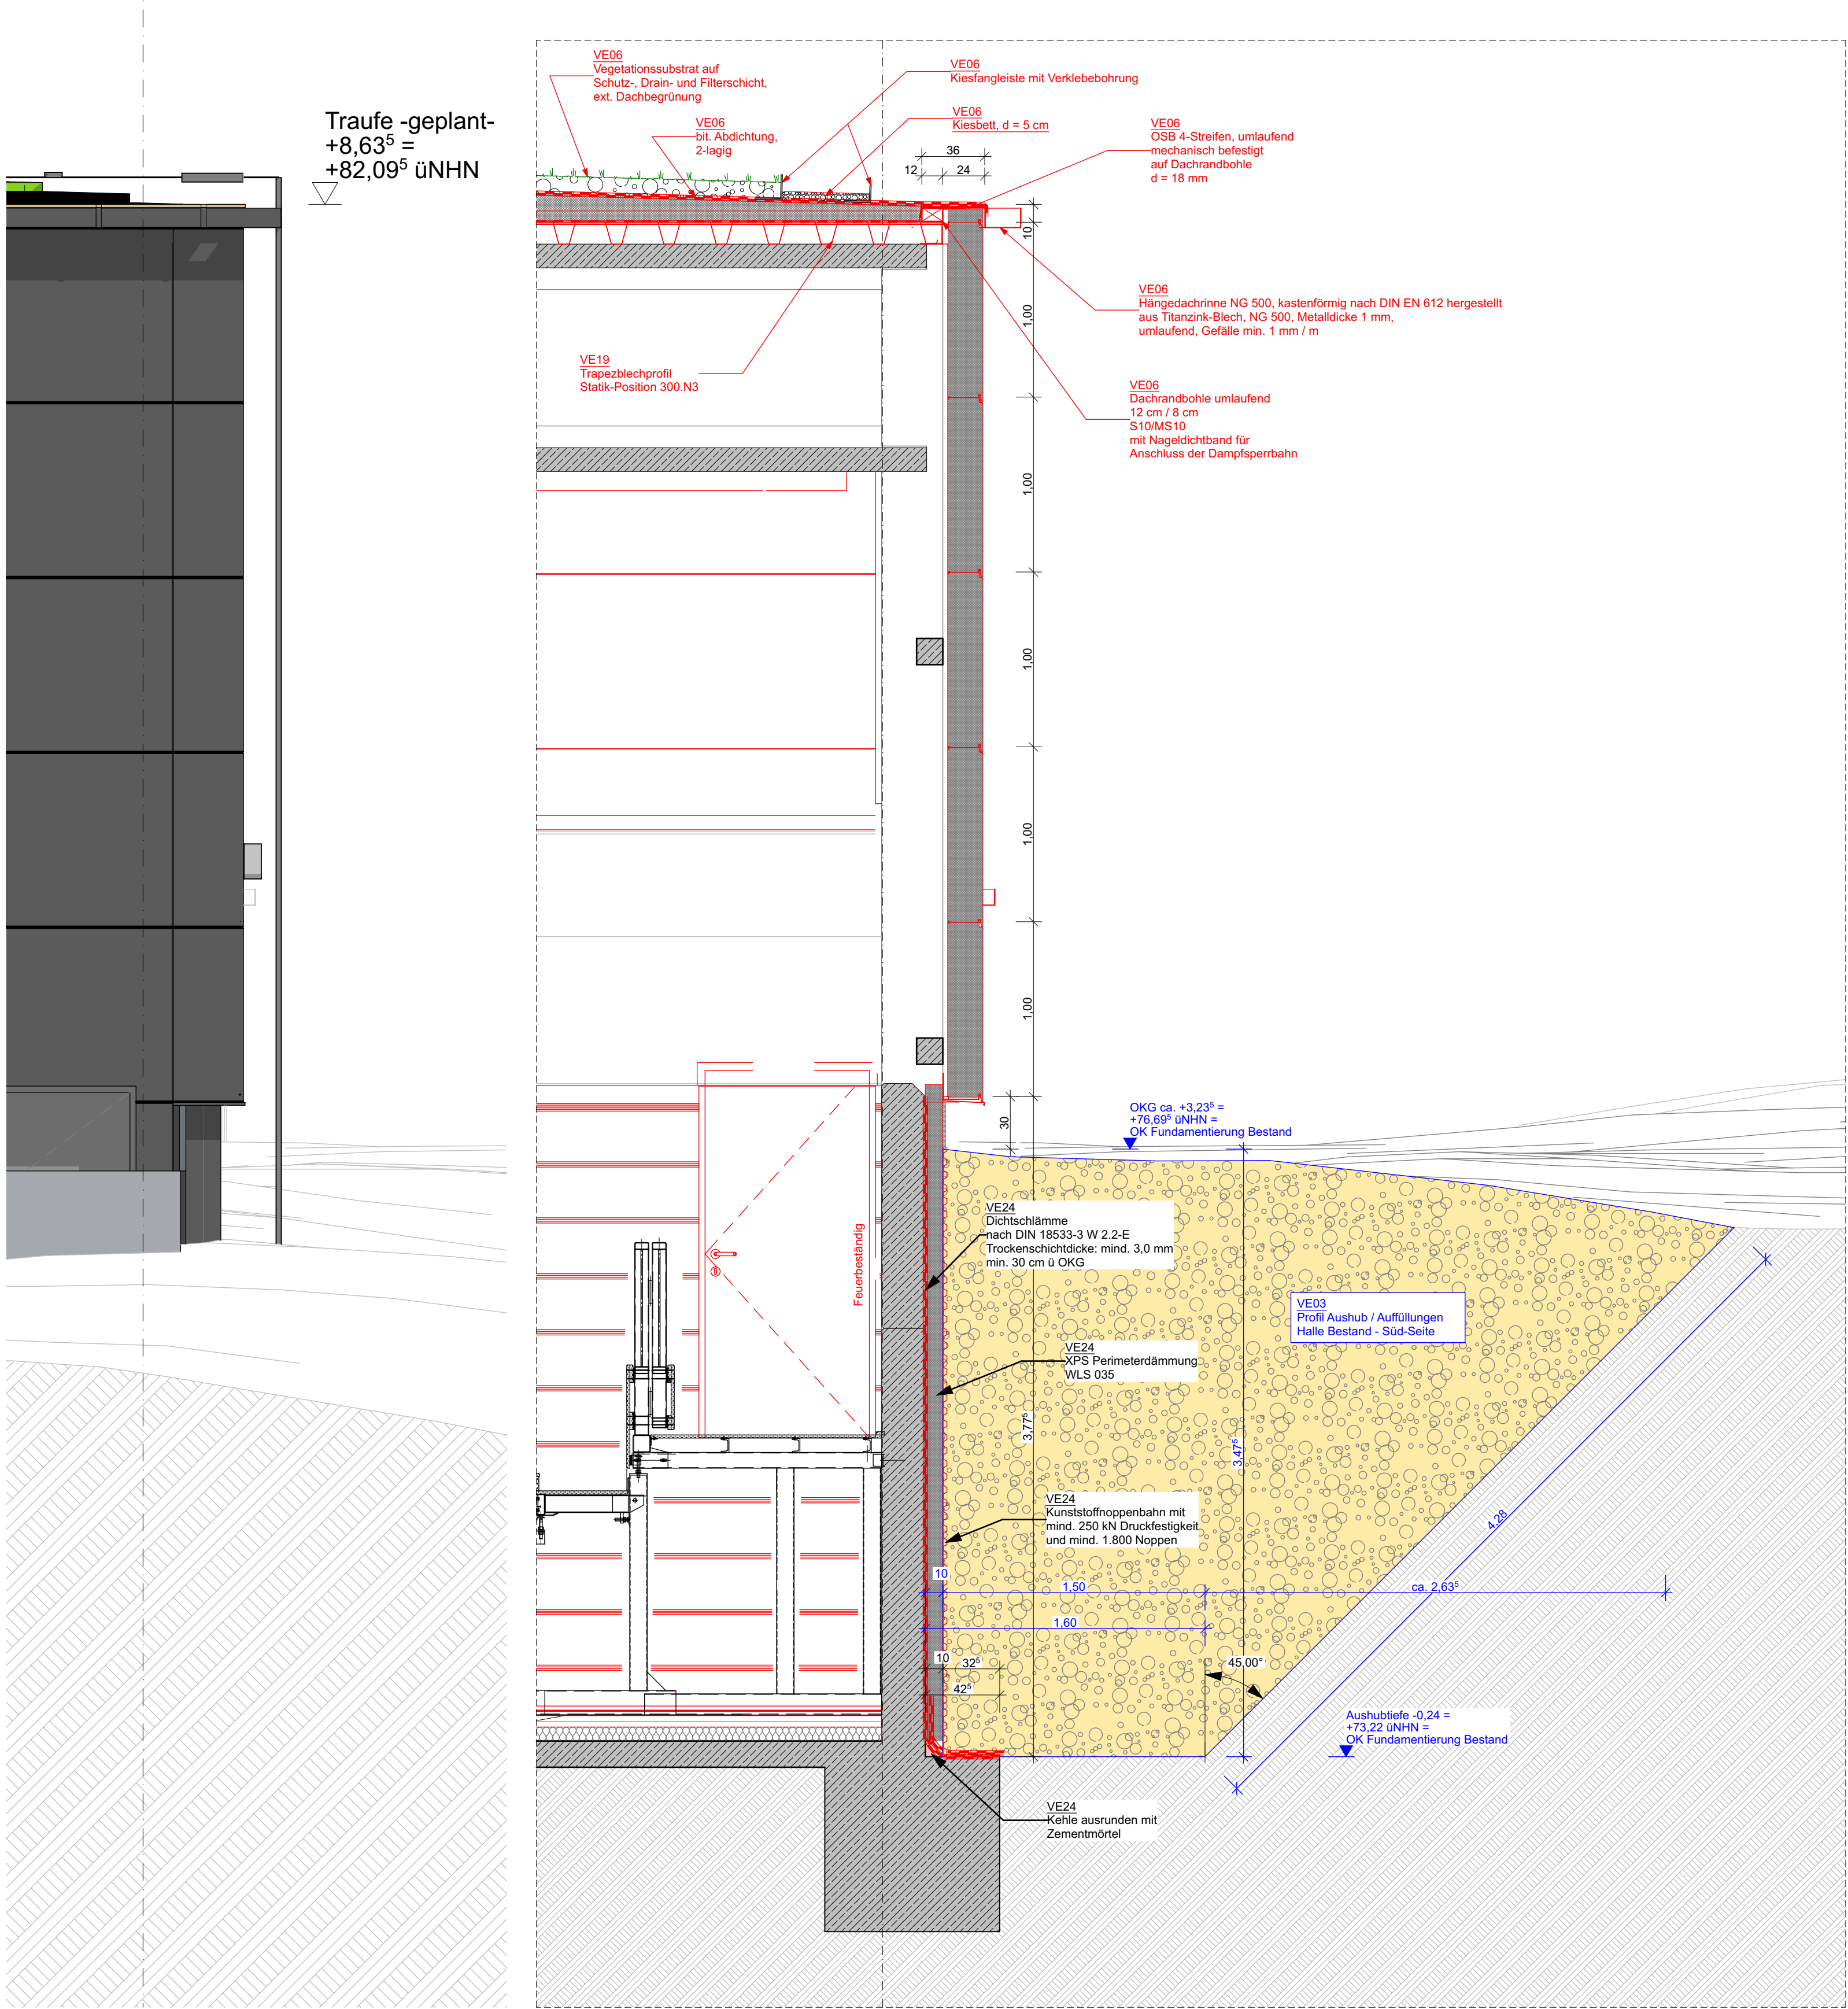 Traufe -geplant-
+8,63⁵ =
+82,09⁵ üNHN
VE06
Vegetationssubstrat auf
Schutz-, Drain- und Filterschicht,
ext. Dachbegrünung
VE06
bit. Abdichtung,
2-lagig
VE06
Kiesfangleiste mit Verklebebohrung
VE06
Kiesbett, d = 5 cm
VE06
OSB 4-Streifen, umlaufend
mechanisch befestigt
auf Dachrandbohle
d = 18 mm
36
12
24
10
VE06
Hängedachrinne NG 500, kastenförmig nach DIN EN 612 hergestellt
aus Titanzink-Blech, NG 500, Metalldicke 1 mm,
umlaufend, Gefälle min. 1 mm / m
1,00
VE19
Trapezblechprofil
Statik-Position 300.N3
VE06
Dachrandbohle umlaufend
12 cm / 8 cm
S10/MS10
mit Nageldichtband für
Anschluss der Dampfsperrbahn
1,00
1,00
1,00
1,00
30
OKG ca. +3,23⁵ =
+76,69⁵ üNHN =
OK Fundamentierung Bestand
VE24
Dichtschlämme
nach DIN 18533-3 W 2.2-E
Trockenschichtdicke: mind. 3,0 mm
min. 30 cm ü OKG
Feuerbeständig
VE03
Profil Aushub / Auffüllungen
Halle Bestand - Süd-Seite
VE24
XPS Perimeterdämmung
WLS 035
3,77⁵
3,47⁵
VE24
Kunststoffnoppenbahn mit
mind. 250 kN Druckfestigkeit
und mind. 1.800 Noppen
4,28
10
1,50
ca. 2,63⁵
1,60
10
32⁵
45,00°
42⁵
Aushubtiefe -0,24 =
+73,22 üNHN =
OK Fundamentierung Bestand
VE24
Kehle ausrunden mit
Zementmörtel